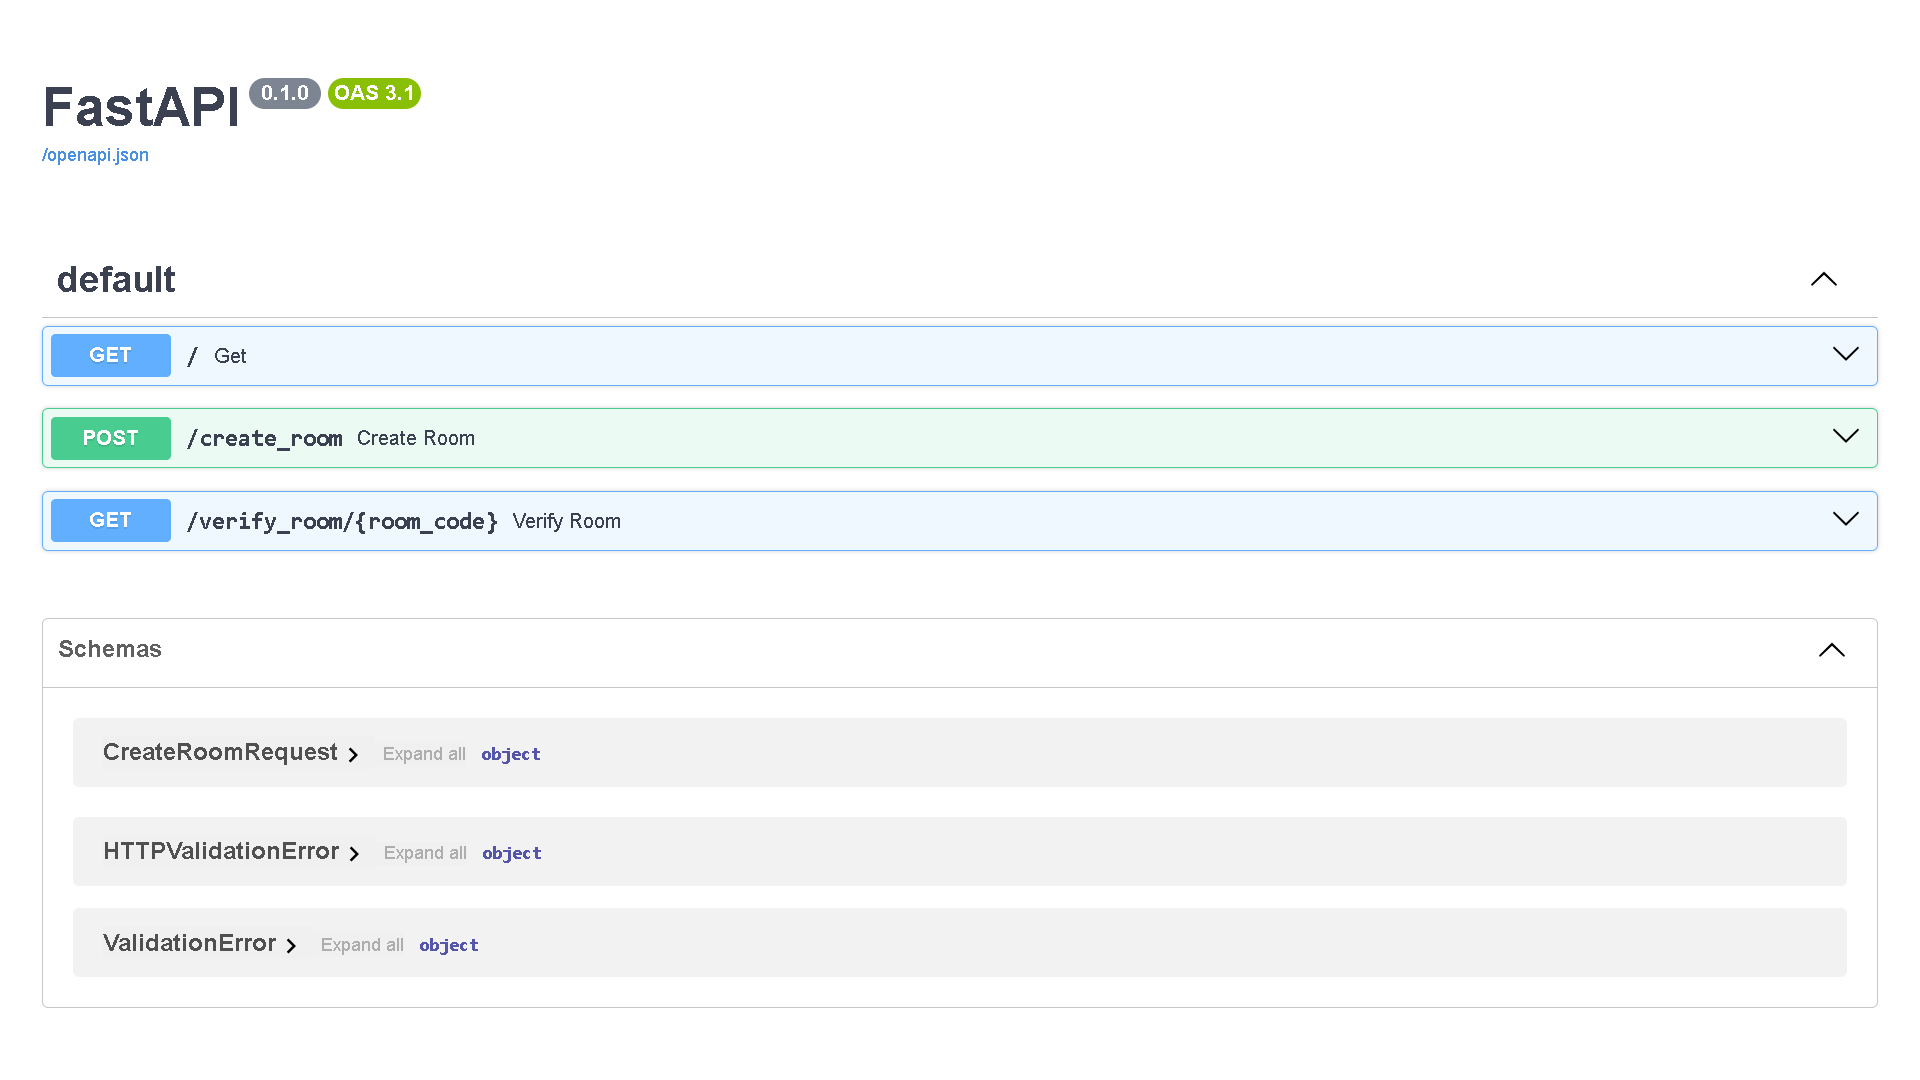 FastAPI 0.1.0 OAS 3.1
/openapi.json
default
GET / Get
POST /create_room Create Room
GET /verify_room/{room_code} Verify Room
Schemas
CreateRoomRequest Expand all object
HTTPValidationError Expand all object
ValidationError Expand all object